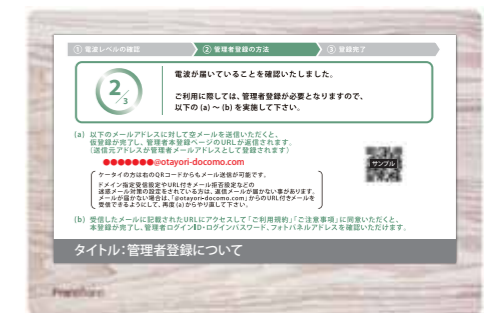 ① 電波レベルの確認
② 管理者登録の方法
③ 登録完了
2/3
電波が届いていることを確認いたしました。
ご利用に際しては、管理者登録が必要となりますので、
以下の (a) ～ (b) を実施して下さい。
(a) 以下のメールアドレスに対して空メールを送信いただくと、
仮登録が完了し、管理者本登録ページのURLが返信されます。
(送信元アドレスが管理者メールアドレスとして登録されます)
●●●●●●●@otayori-docomo.com
サンプル
ケータイの方は右のQRコードからもメール送信が可能です。
ドメイン指定受信設定やURL付きメール拒否設定などの
迷惑メール対策の設定をされている方は、返信メールが届かない事があります。
メールが届かない場合は、「@otayori-docomo.com」からのURL付きメールを
受信できるようにして、再度(a)からやり直して下さい。
(b) 受信したメールに記載されたURLにアクセスして「ご利用規約」「ご注意事項」に同意いただくと、
本登録が完了し、管理者ログインID・ログインパスワード、フォトパネルアドレスを確認いただけます。
タイトル：管理者登録について